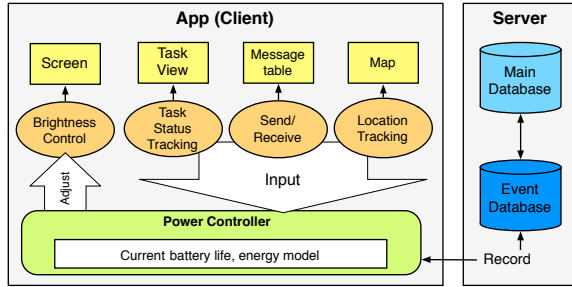 App (Client)
Server
Screen
Task
View
Message
table
Map
Main
Database
Brightness
Control
Task
Status
Tracking
Send/
Receive
Location
Tracking
Adjust
Input
Event
Database
Power Controller
Current battery life, energy model
Record